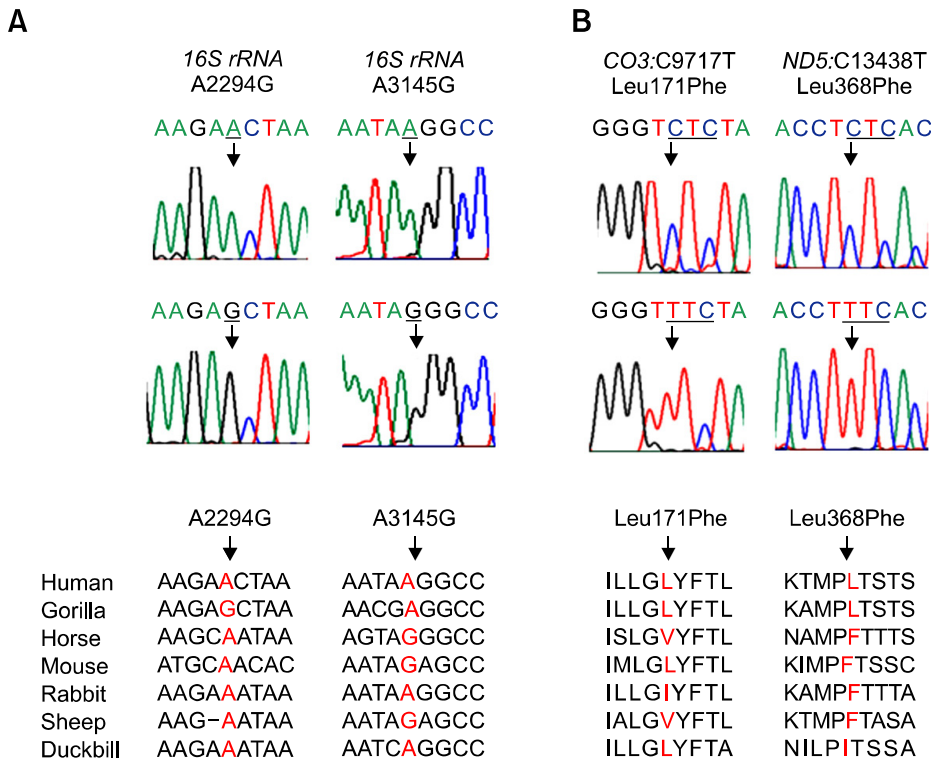 A
B
16S rRNA
A2294G
16S rRNA
A3145G
CO3:C9717T
Leu171Phe
ND5:C13438T
Leu368Phe
AAGAACTAA
AATAAGGCC
GGGTCTCTA
ACCTCTCAC
AAGAGCTAA
AATAGGGCC
GGGTTTCTA
ACCTTTCAC
A2294G
A3145G
Leu171Phe
Leu368Phe
Human AAGAACTAA AATAAGGCC ILLGLYFTL KTMPLTSTS
Gorilla AAGAGCTAA AACGAGGCC ILLGLYFTL KAMPLTSTS
Horse AAGCAATAA AGTAGGGCC ISLGVYFTL NAMPFTTTS
Mouse ATGCAACAC AATAGAGCC IMLGLYFTL KIMPFTSSC
Rabbit AAGAAATAA AATAAGGCC ILLGIYFTL KAMPFTTTA
Sheep AAG–AATAA AATAGAGCC IALGVYFTL KTMPFTASA
Duckbill AAGAAATAA AATCAGGCC ILLGLYFTA NILPITSSA